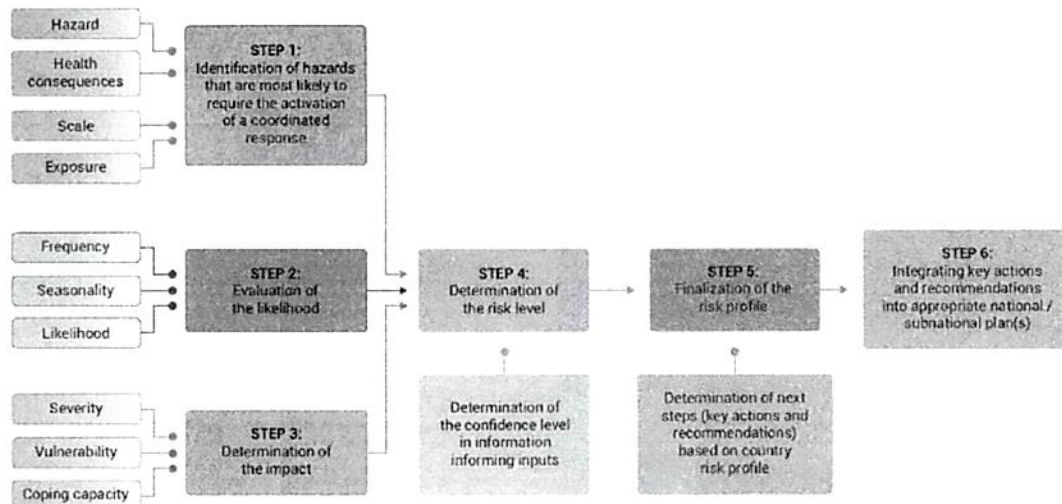 Hazard
Health
consequences
Scale
Exposure
STEP 1:
Identification of hazards
that are most likely to
require the activation
of a coordinated
response
Frequency
Seasonality
Likelihood
STEP 2:
Evaluation of
the likelihood
Severity
Vulnerability
Coping capacity
STEP 3:
Determination of
the impact
STEP 4:
Determination of
the risk level
Determination of
the confidence level
in information
informing inputs
STEP 5:
Finalization of the
risk profile
Determination of next
steps (key actions and
recommendations)
based on country
risk profile
STEP 6:
Integrating key actions
and recommendations
into appropriate national /
subnational plan(s)